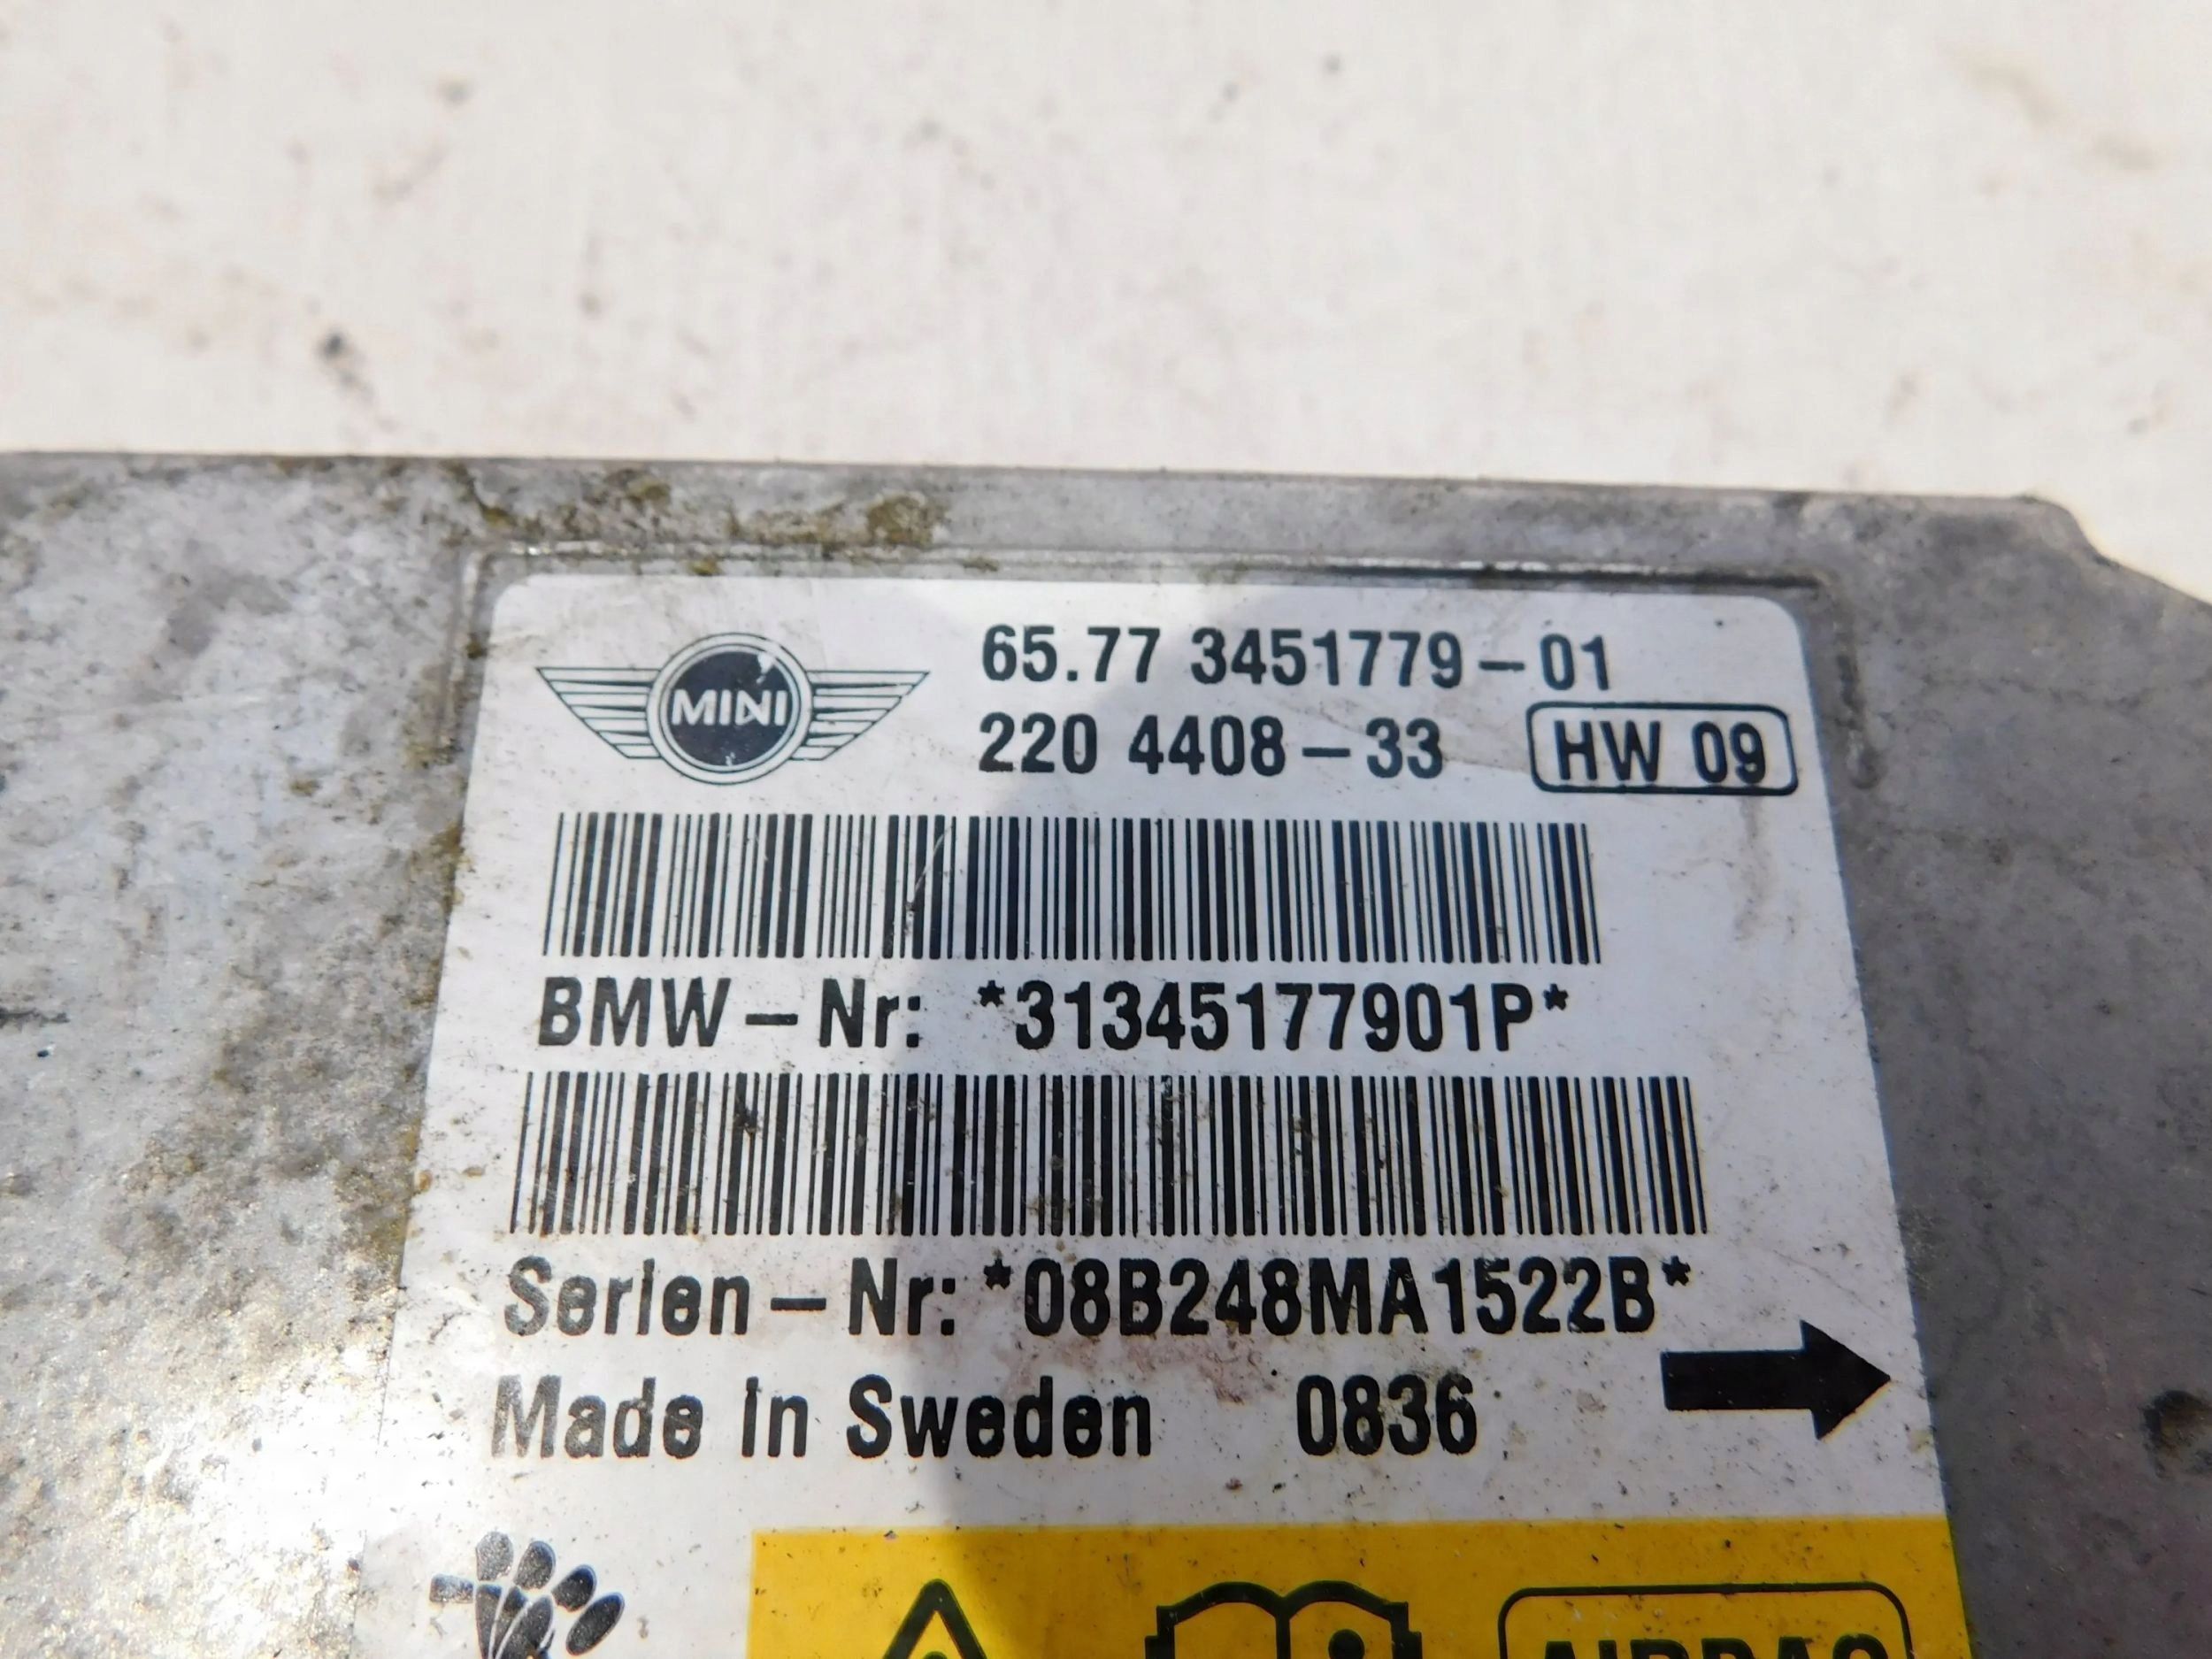 MINI
65.77 3451779-01
220 4408-33
HW 09
BMW-Nr: *31345177901P*
Serien-Nr: *08B248MA1522B*
Made in Sweden 0836
AIRBAG